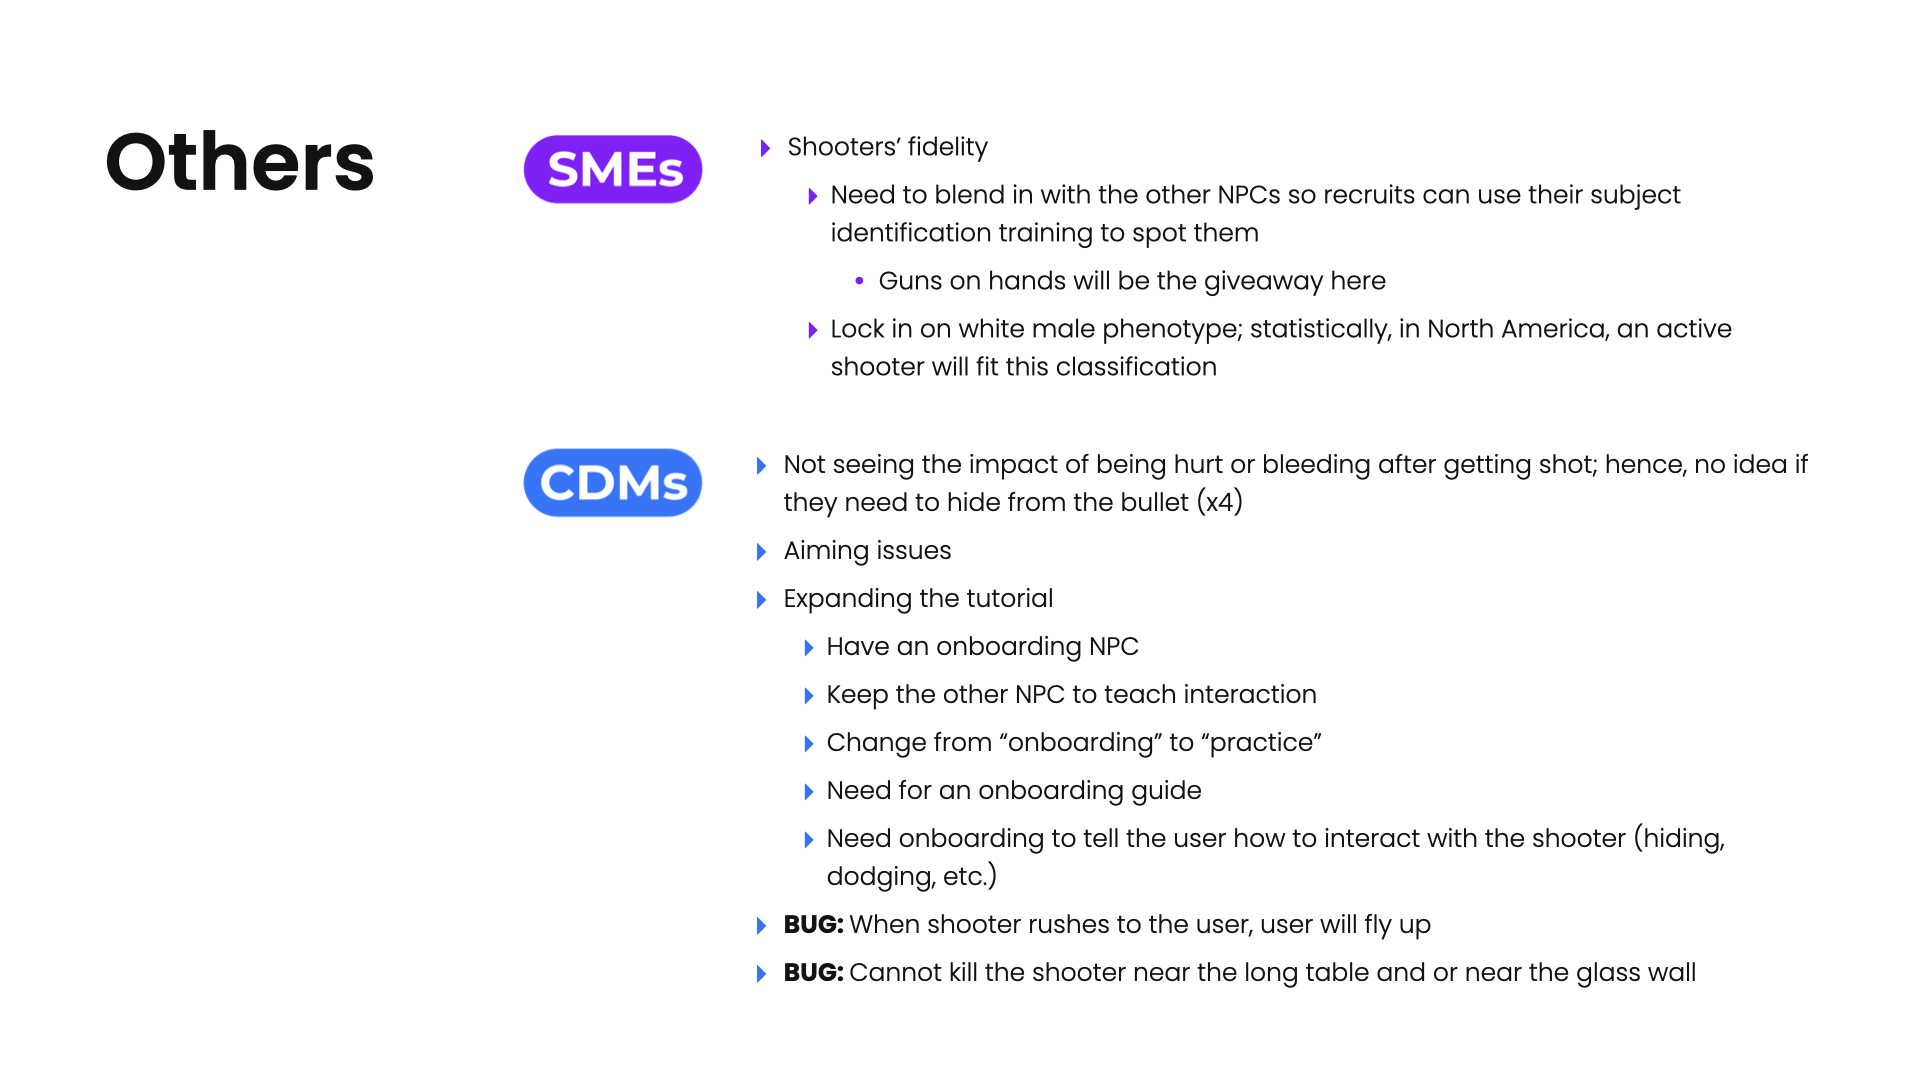 Others
SMEs
Shooters’ fidelity
Need to blend in with the other NPCs so recruits can use their subject
identification training to spot them
Guns on hands will be the giveaway here
Lock in on white male phenotype; statistically, in North America, an active
shooter will fit this classification
CDMs
Not seeing the impact of being hurt or bleeding after getting shot; hence, no idea if
they need to hide from the bullet (x4)
Aiming issues
Expanding the tutorial
Have an onboarding NPC
Keep the other NPC to teach interaction
Change from “onboarding” to “practice”
Need for an onboarding guide
Need onboarding to tell the user how to interact with the shooter (hiding,
dodging, etc.)
BUG: When shooter rushes to the user, user will fly up
BUG: Cannot kill the shooter near the long table and or near the glass wall